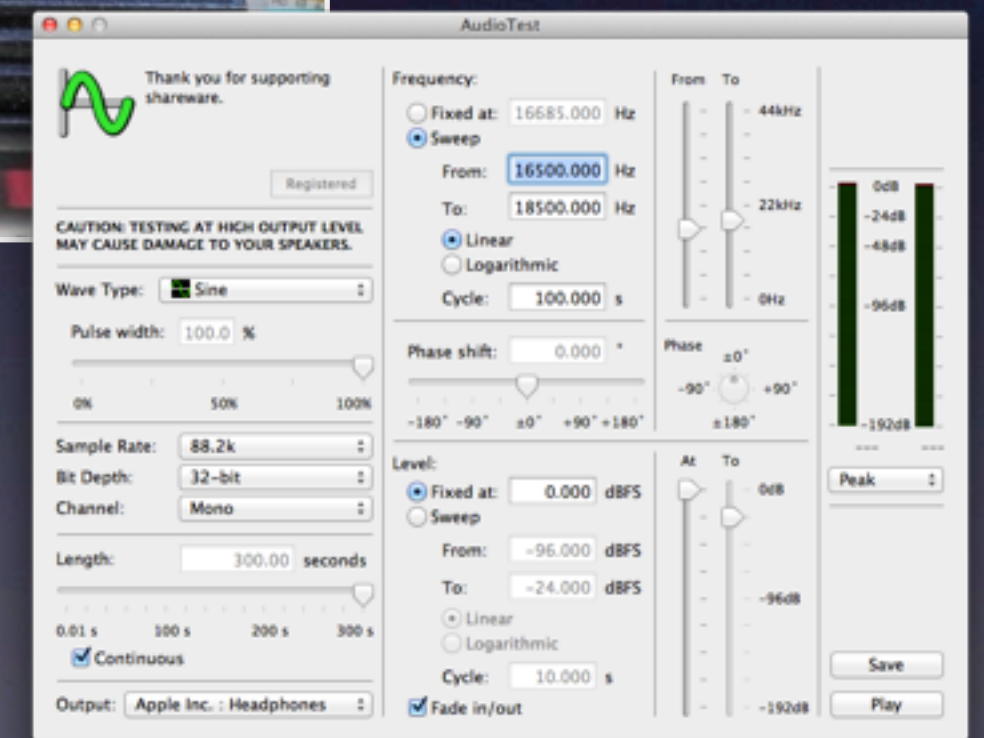 AudioTest
Thank you for supporting
shareware.
Registered
CAUTION: TESTING AT HIGH OUTPUT LEVEL
MAY CAUSE DAMAGE TO YOUR SPEAKERS.
Wave Type: Sine
Pulse width: 100.0 %
0% 50% 100%
Sample Rate: 88.2k
Bit Depth: 32-bit
Channel: Mono
Length: 300.00 seconds
0.01 s 100 s 200 s 300 s
Continuous
Output: Apple Inc. : Headphones
Frequency:
Fixed at: 16685.000 Hz
Sweep
From: 16500.000 Hz
To: 18500.000 Hz
Linear
Logarithmic
Cycle: 100.000 s
Phase shift: 0.000 °
-180° -90° ±0° +90° +180°
Level:
Fixed at: 0.000 dBFS
Sweep
From: -96.000 dBFS
To: -24.000 dBFS
Linear
Logarithmic
Cycle: 10.000 s
Fade in/out
From To
44kHz
22kHz
0Hz
Phase
±0°
-90° +90°
±180°
At To
0dB
-96dB
-192dB
0dB
-24dB
-48dB
-96dB
-192dB
--- ---
Peak
Save
Play